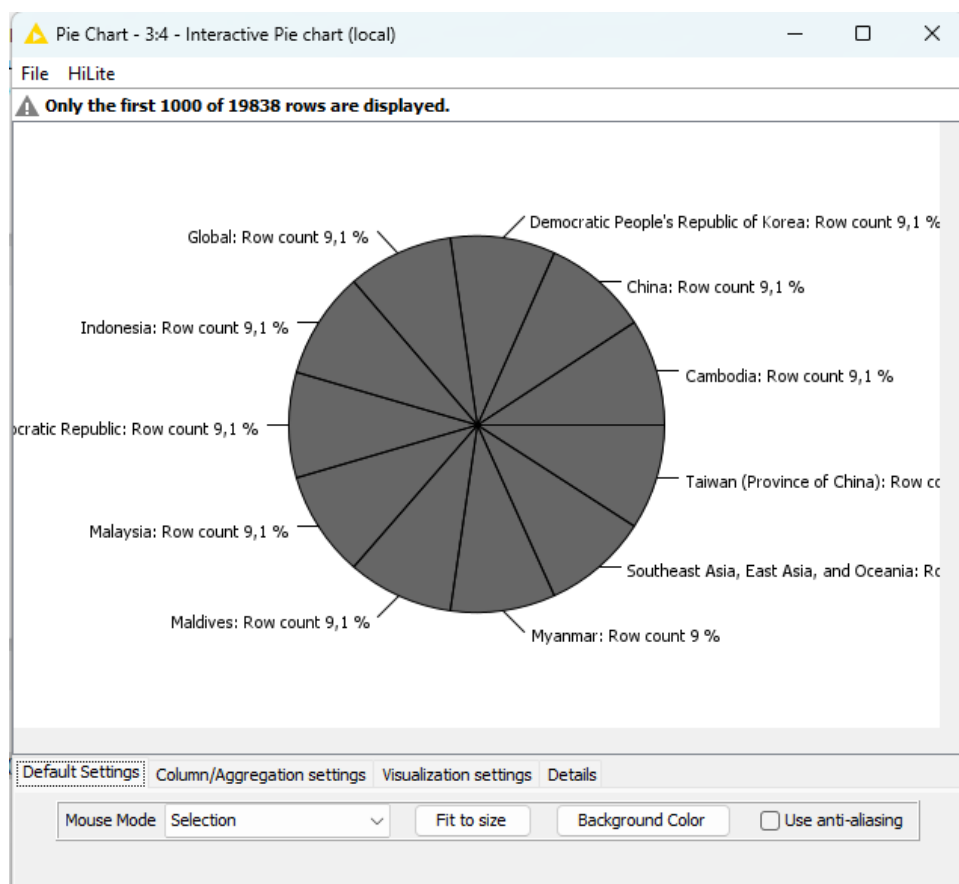 Pie Chart - 3:4 - Interactive Pie chart (local)
File HiLite
Only the first 1000 of 19838 rows are displayed.
Democratic People's Republic of Korea: Row count 9,1 %
Global: Row count 9,1 %
China: Row count 9,1 %
Indonesia: Row count 9,1 %
Cambodia: Row count 9,1 %
Republic: Row count 9,1 %
Taiwan (Province of China): Row
Malaysia: Row count 9,1 %
Southeast Asia, East Asia, and Oceania:
Maldives: Row count 9,1 %
Myanmar: Row count 9 %
Default Settings Column/Aggregation settings Visualization settings Details
Mouse Mode Selection Fit to size Background Color Use anti-aliasing